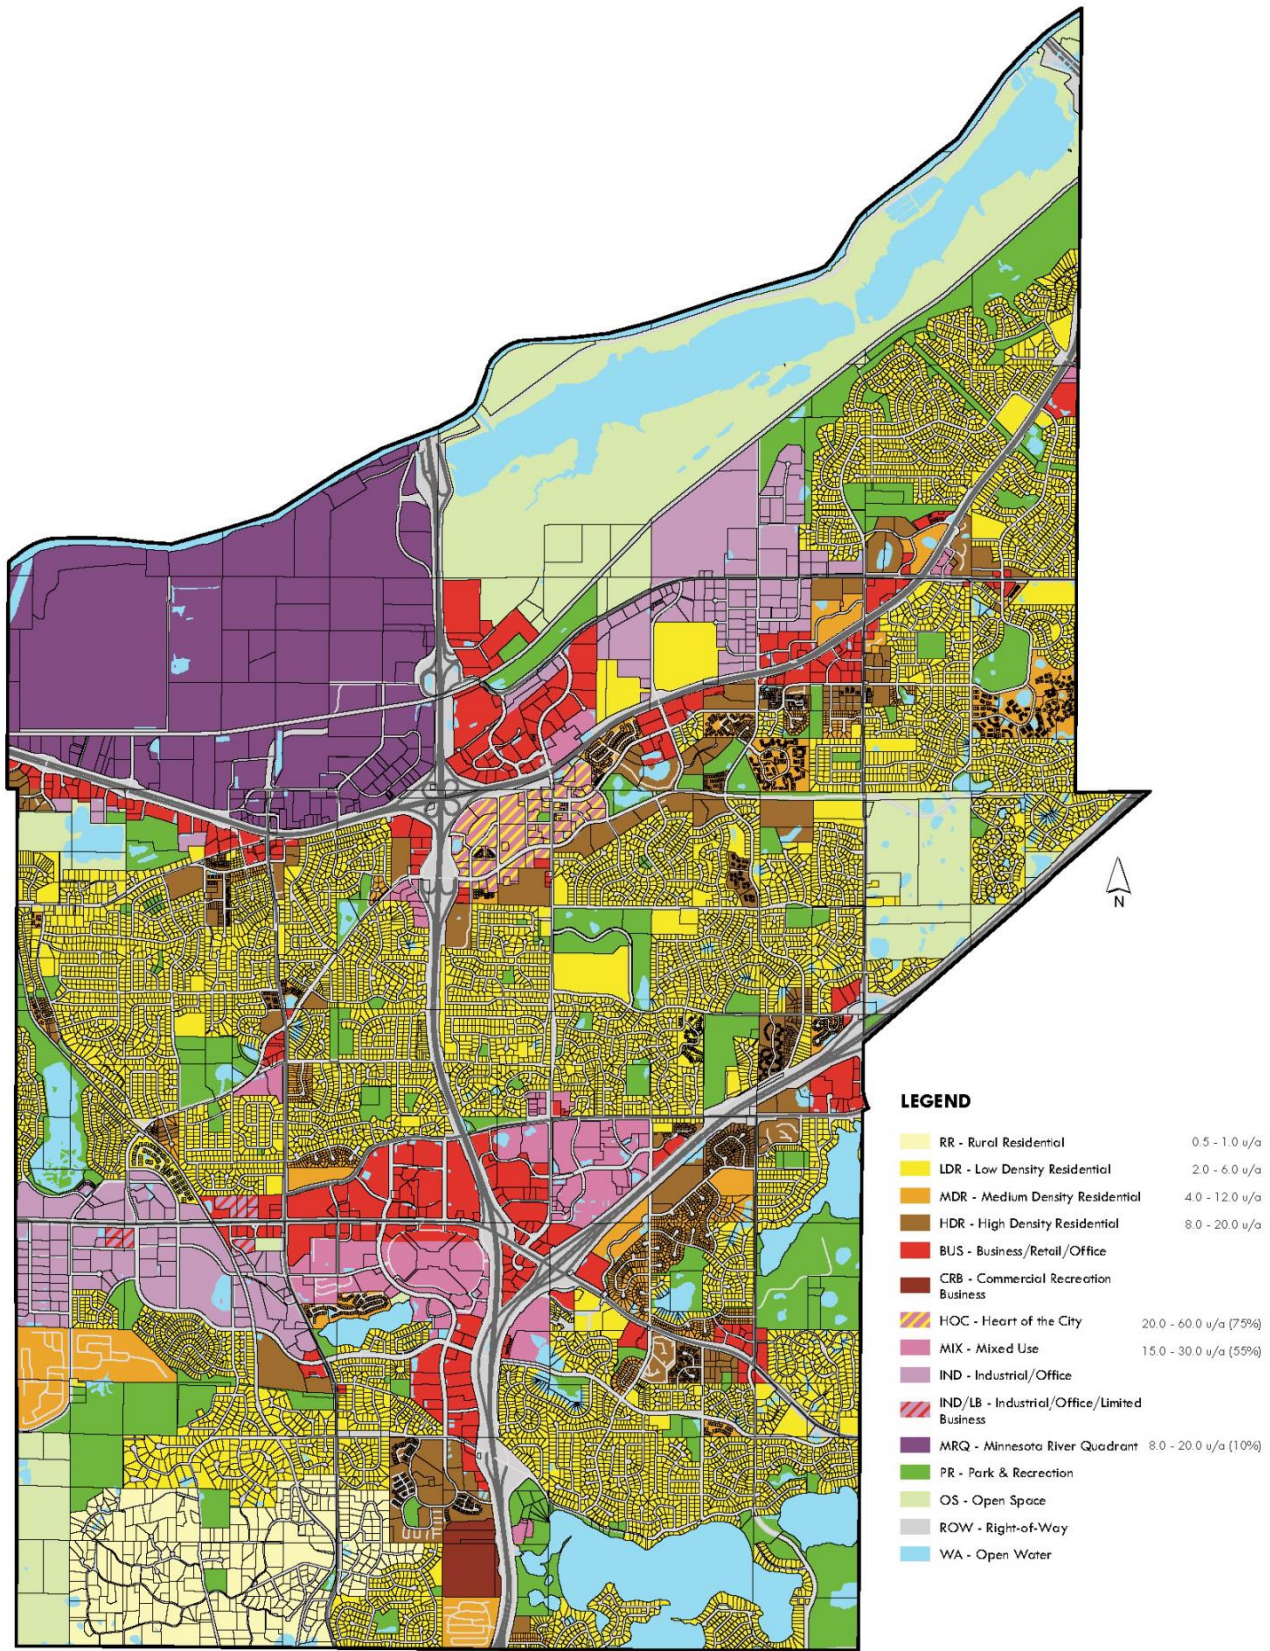 N
LEGEND
RR - Rural Residential 0.5 - 1.0 u/a
LDR - Low Density Residential 2.0 - 6.0 u/a
MDR - Medium Density Residential 4.0 - 12.0 u/a
HDR - High Density Residential 8.0 - 20.0 u/a
BUS - Business/Retail/Office
CRB - Commercial Recreation
Business
HOC - Heart of the City 20.0 - 60.0 u/a (75%)
MIX - Mixed Use 15.0 - 30.0 u/a (55%)
IND - Industrial/Office
IND/LB - Industrial/Office/Limited
Business
MRQ - Minnesota River Quadrant 8.0 - 20.0 u/a (10%)
PR - Park & Recreation
OS - Open Space
ROW - Right-of-Way
WA - Open Water